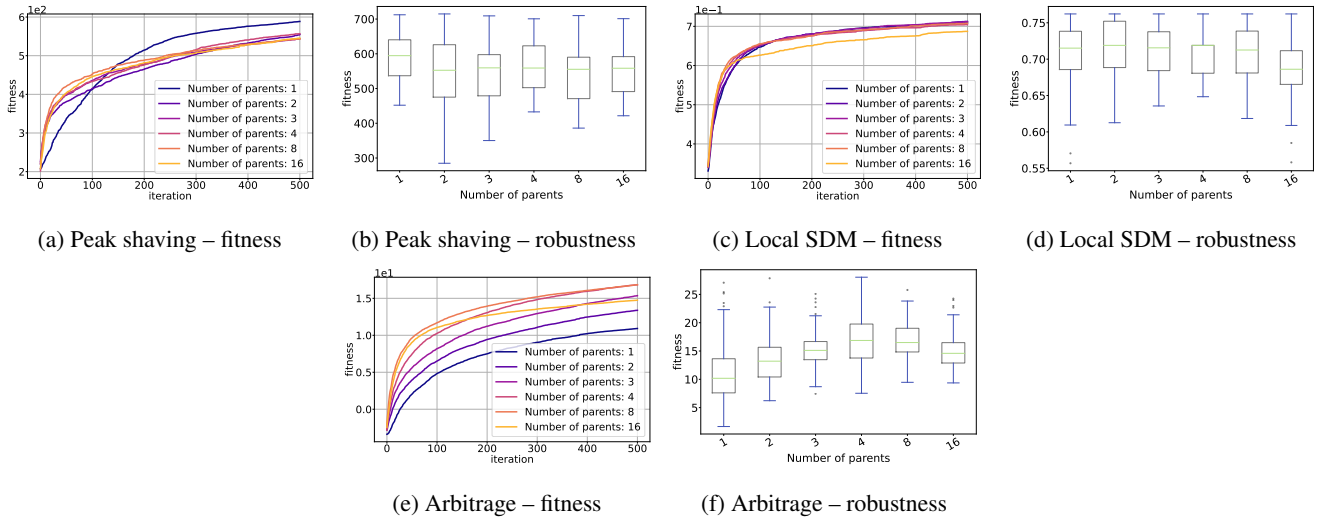 1e2
6
5
4
3
2
fitness
0
100
200
300
400
500
iteration
Number of parents: 1
Number of parents: 2
Number of parents: 3
Number of parents: 4
Number of parents: 8
Number of parents: 16
(a) Peak shaving – fitness
700
600
500
400
300
fitness
1
2
3
4
8
16
Number of parents
(b) Peak shaving – robustness
1e−1
7
6
5
4
fitness
0
100
200
300
400
500
iteration
Number of parents: 1
Number of parents: 2
Number of parents: 3
Number of parents: 4
Number of parents: 8
Number of parents: 16
(c) Local SDM – fitness
0.75
0.70
0.65
0.60
0.55
fitness
1
2
3
4
8
16
Number of parents
(d) Local SDM – robustness
1e1
1.5
1.0
0.5
0.0
fitness
0
100
200
300
400
500
iteration
Number of parents: 1
Number of parents: 2
Number of parents: 3
Number of parents: 4
Number of parents: 8
Number of parents: 16
(e) Arbitrage – fitness
25
20
15
10
5
fitness
1
2
3
4
8
16
Number of parents
(f) Arbitrage – robustness